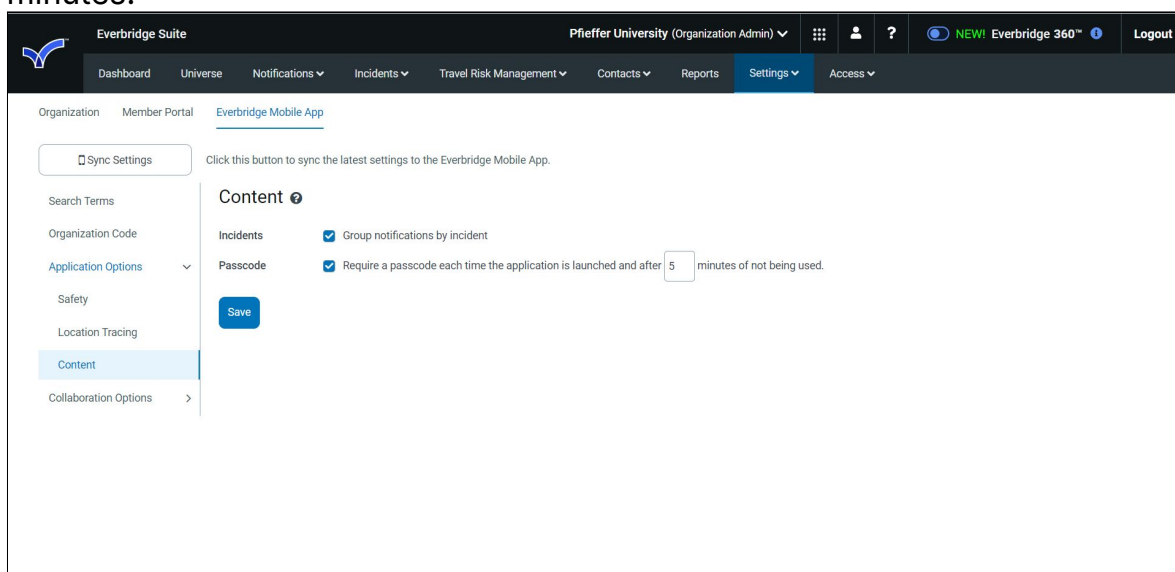 minutes.
Everbridge Suite
Pfieffer University (Organization Admin)
?
NEW! Everbridge 360™
Logout
Dashboard Universe Notifications Incidents Travel Risk Management Contacts Reports Settings Access
Organization Member Portal Everbridge Mobile App
Sync Settings Click this button to sync the latest settings to the Everbridge Mobile App.
Search Terms
Organization Code
Application Options
Safety
Location Tracing
Content
Collaboration Options
Content ?
Incidents Group notifications by incident
Passcode Require a passcode each time the application is launched and after 5 minutes of not being used.
Save